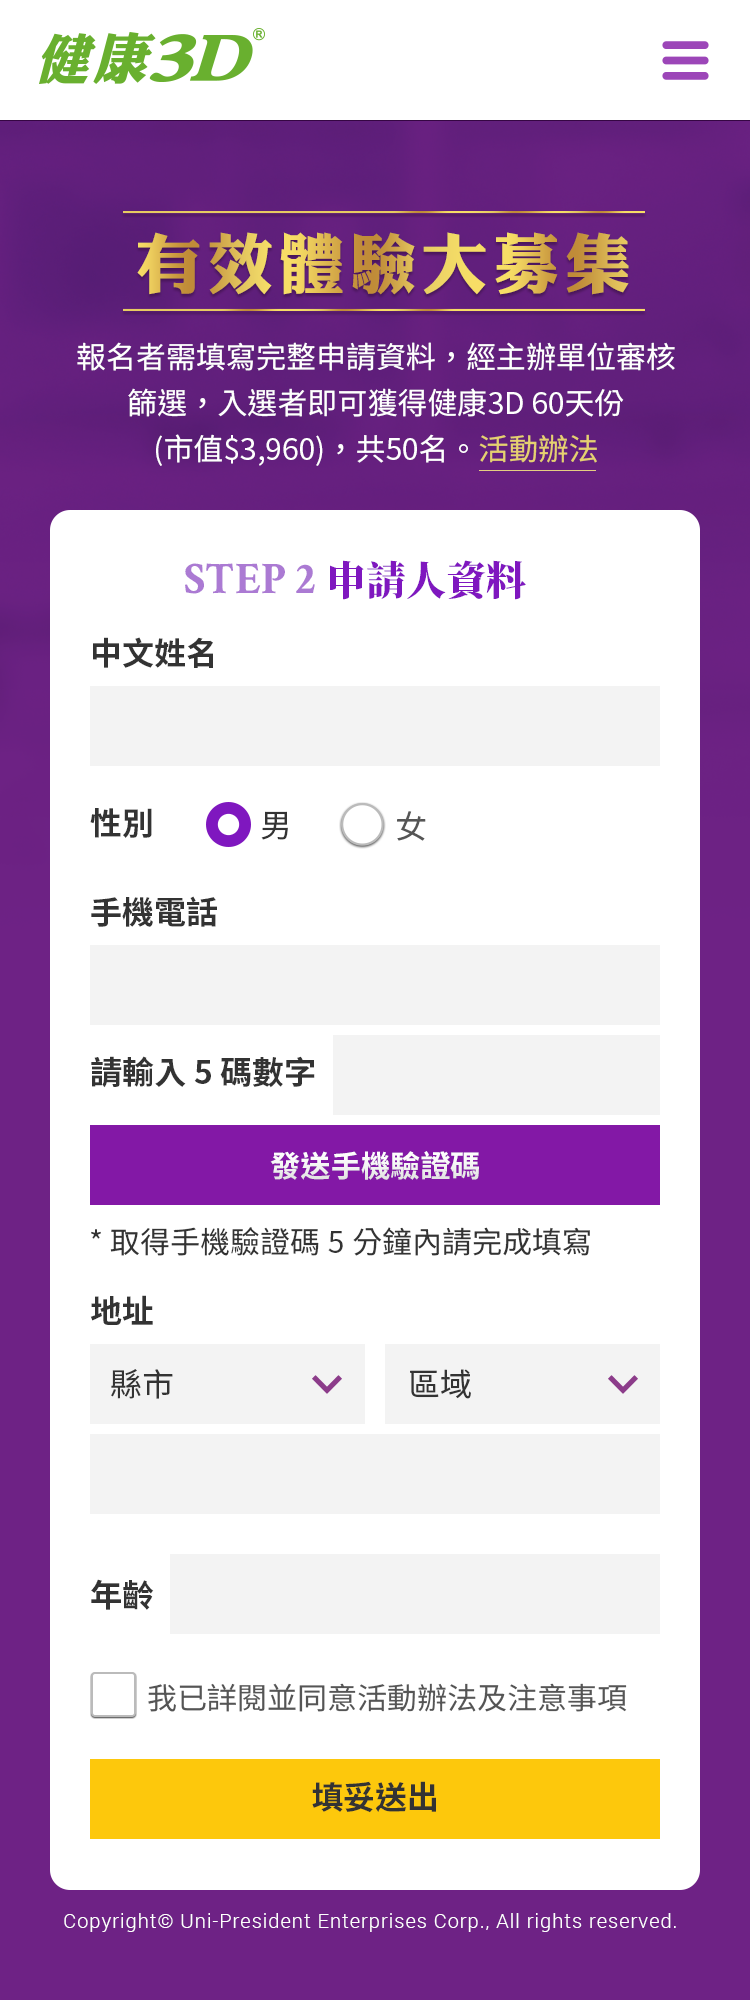 健康3D®
有效體驗大募集
報名者需填寫完整申請資料，經主辦單位審核
篩選，入選者即可獲得健康3D 60天份
(市值$3,960)，共50名。活動辦法
STEP 2 申請人資料
中文姓名
性別 男 女
手機電話
請輸入 5 碼數字
發送手機驗證碼
* 取得手機驗證碼 5 分鐘內請完成填寫
地址
縣市 區域
年齡
我已詳閱並同意活動辦法及注意事項
填妥送出
Copyright© Uni-President Enterprises Corp., All rights reserved.